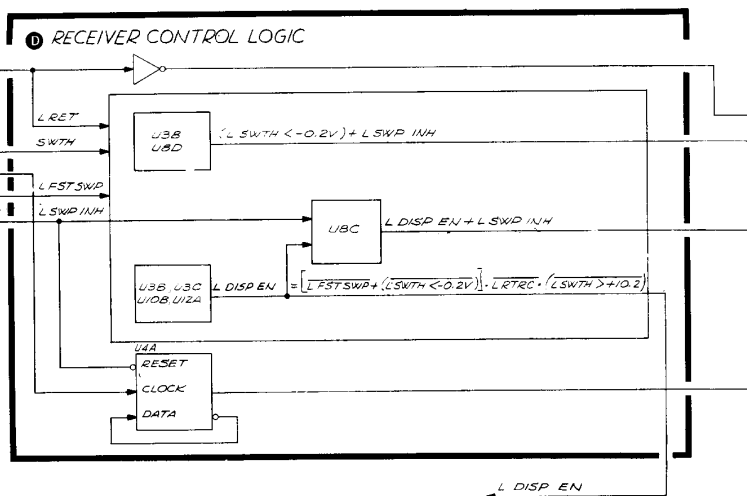 D RECEIVER CONTROL LOGIC
L RET
SWTH
L FST SWP
L SWP INH
U3B
U8D
(L SWTH <-0.2V) + L SWP INH
U8C
L DISP EN + L SWP INH
U3B, U3C
U10B, U12A
L DISP EN
= [L FST SWP + (L SWTH <-0.2V)] · L RTRC · (L SWTH > +10.2)
U4A
RESET
CLOCK
DATA
L DISP EN